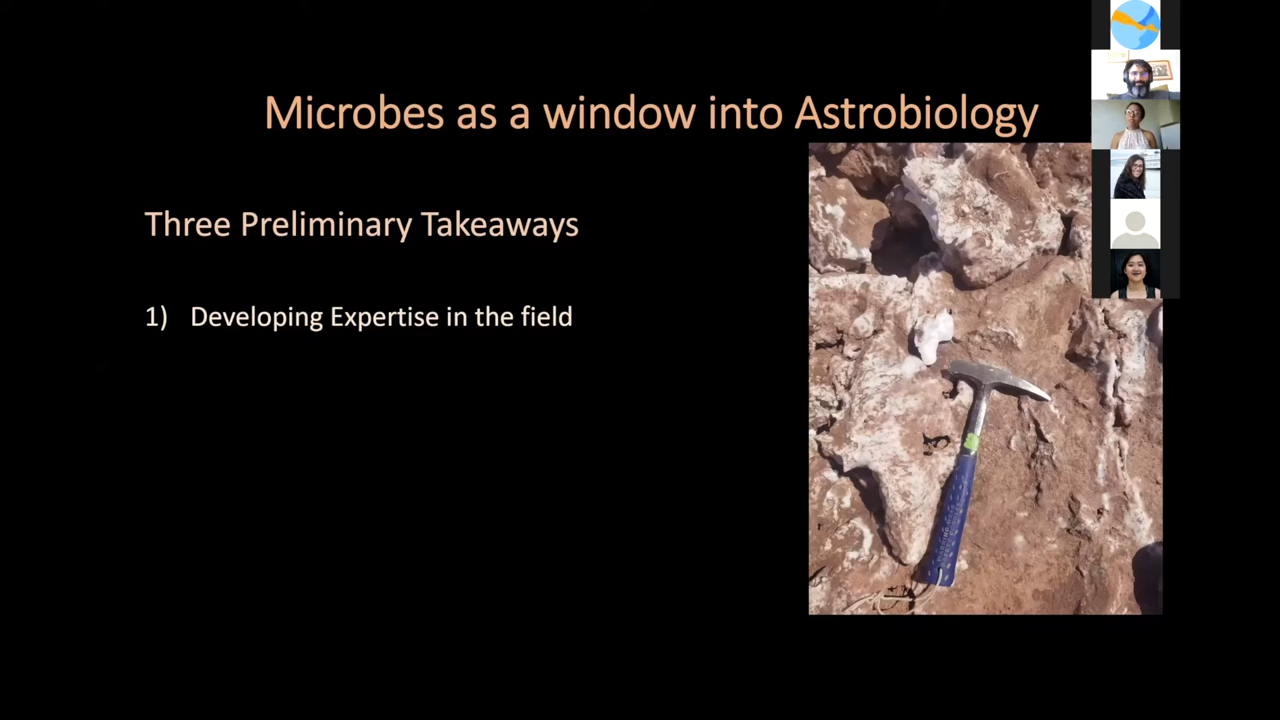 Microbes as a window into Astrobiology
Three Preliminary Takeaways
1) Developing Expertise in the field